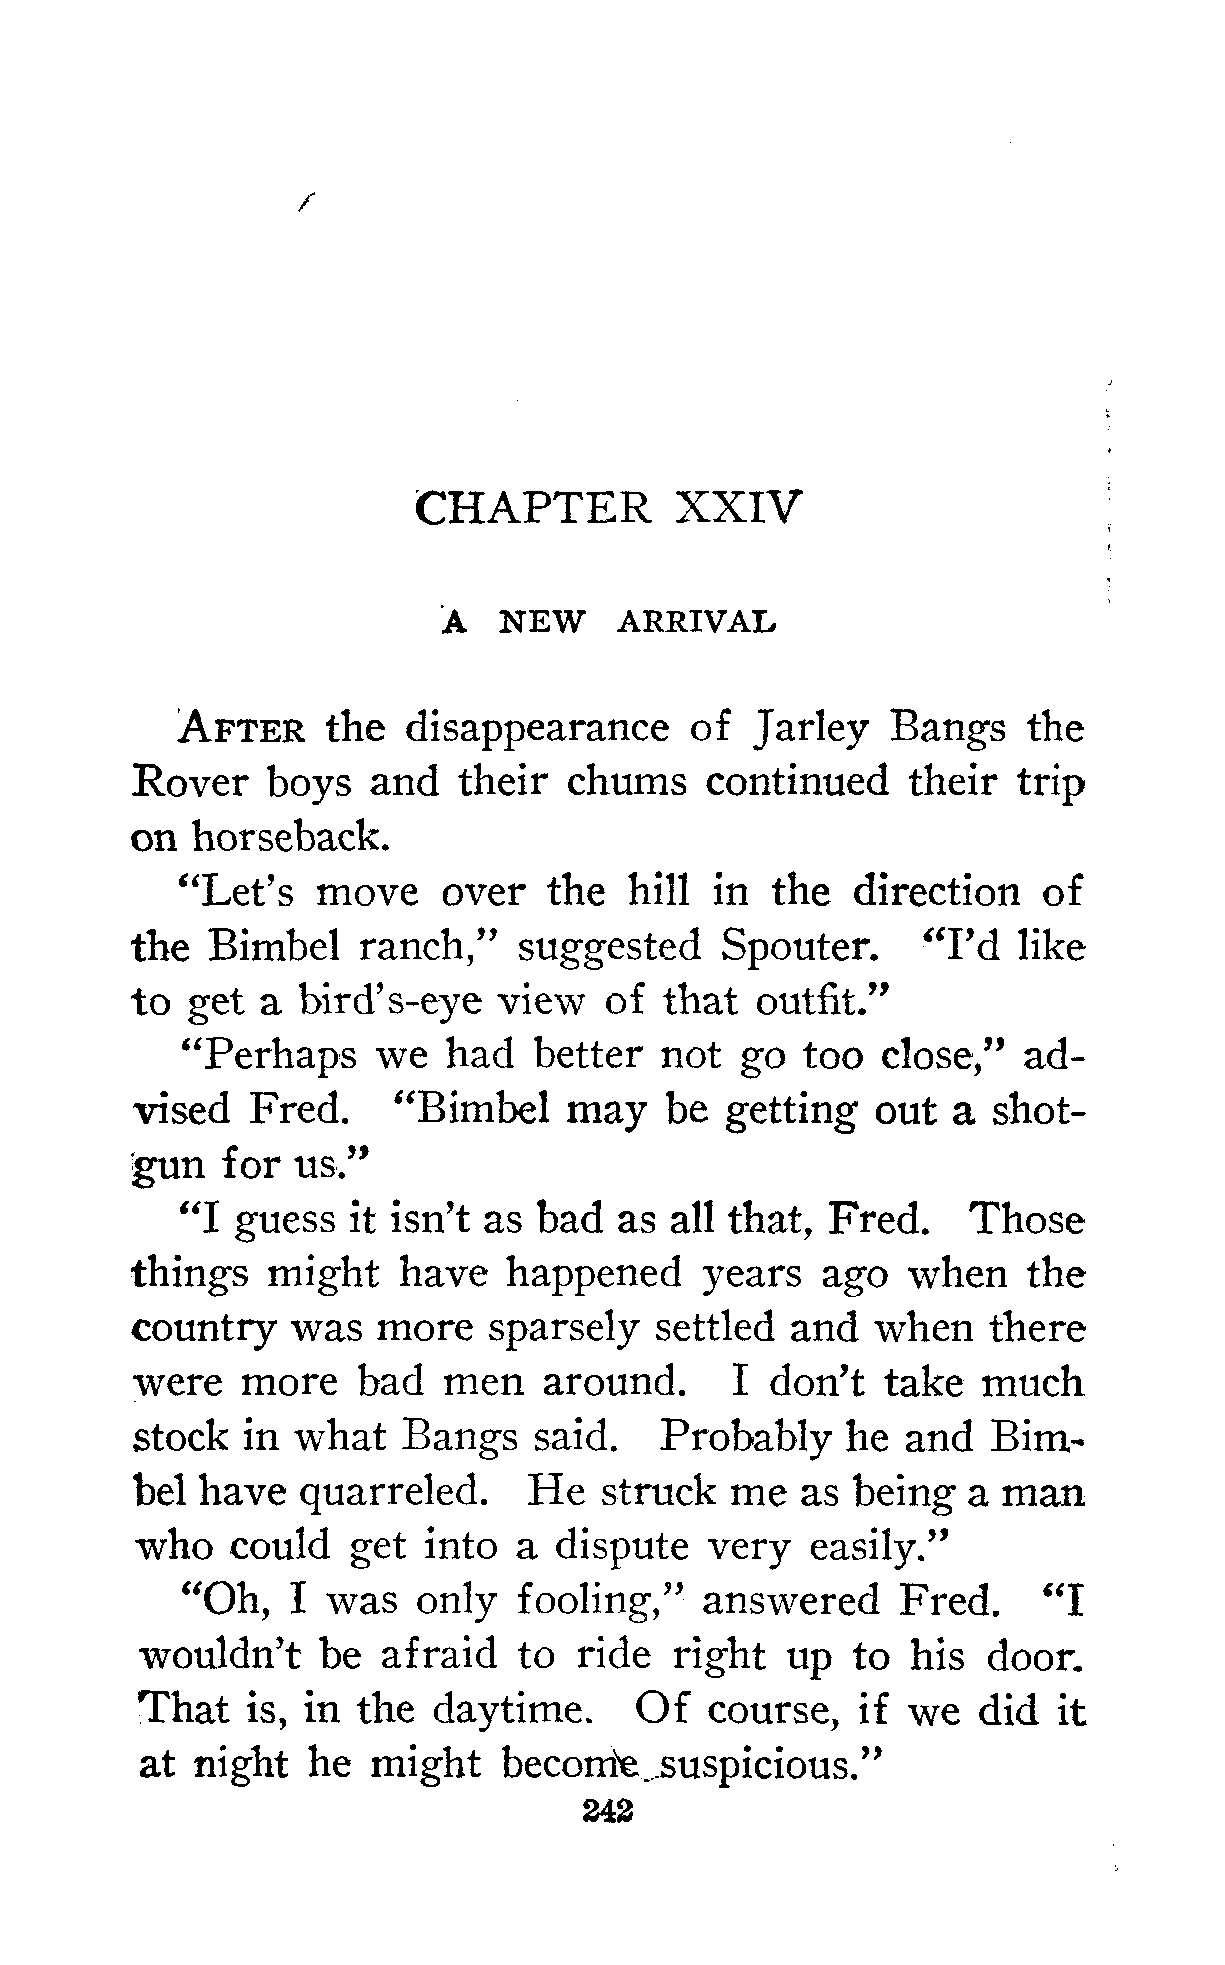 CHAPTER XXIV
A NEW ARRIVAL
AFTER the disappearance of Jarley Bangs the
Rover boys and their chums continued their trip
on horseback.
“Let’s move over the hill in the direction of
the Bimbel ranch,” suggested Spouter. “I’d like
to get a bird’s-eye view of that outfit.”
“Perhaps we had better not go too close,” ad-
vised Fred. “Bimbel may be getting out a shot-
gun for us.”
“I guess it isn’t as bad as all that, Fred. Those
things might have happened years ago when the
country was more sparsely settled and when there
were more bad men around. I don’t take much
stock in what Bangs said. Probably he and Bim-
bel have quarreled. He struck me as being a man
who could get into a dispute very easily.”
“Oh, I was only fooling,” answered Fred. “I
wouldn’t be afraid to ride right up to his door.
That is, in the daytime. Of course, if we did it
at night he might become suspicious.”
242